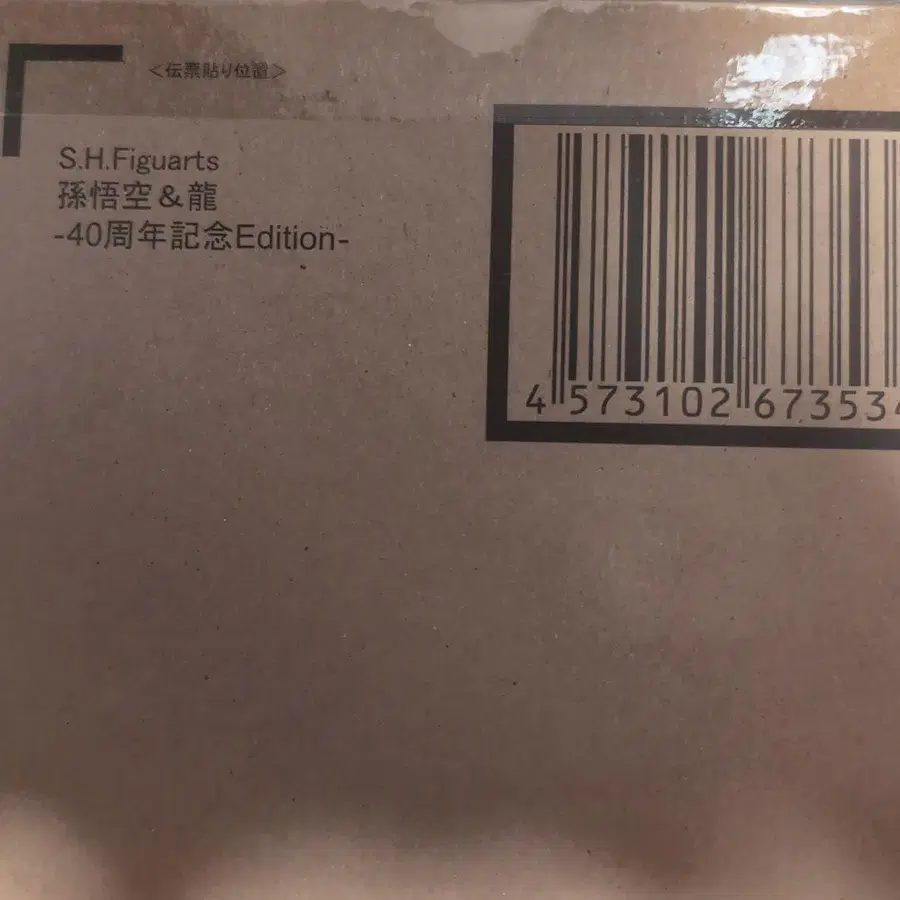 <伝票貼り位置>
S.H.Figuarts
孫悟空&龍
-40周年記念Edition-
4 573102 673534